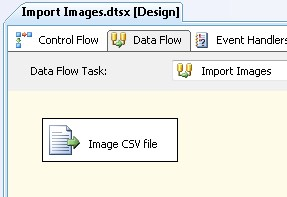 Import Images.dtsx [Design]
Control Flow Data Flow Event Handlers
Data Flow Task: Import Images
Image CSV file